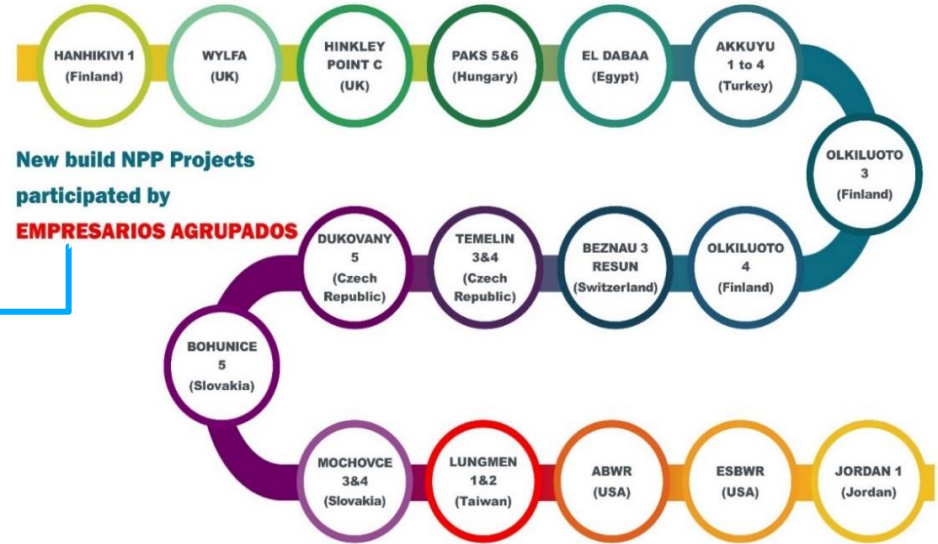 HANHIKIVI 1
(Finland)
WYLFA
(UK)
HINKLEY
POINT C
(UK)
PAKS 5&6
(Hungary)
EL DABAA
(Egypt)
AKKUYU
1 to 4
(Turkey)
OLKILUOTO
3
(Finland)
New build NPP Projects
participated by
EMPRESARIOS AGRUPADOS
OLKILUOTO
4
(Finland)
BEZNAU 3
RESUN
(Switzerland)
TEMELIN
3&4
(Czech
Republic)
DUKOVANY
5
(Czech
Republic)
BOHUNICE
5
(Slovakia)
MOCHOVCE
3&4
(Slovakia)
LUNGMEN
1&2
(Taiwan)
ABWR
(USA)
ESBWR
(USA)
JORDAN 1
(Jordan)